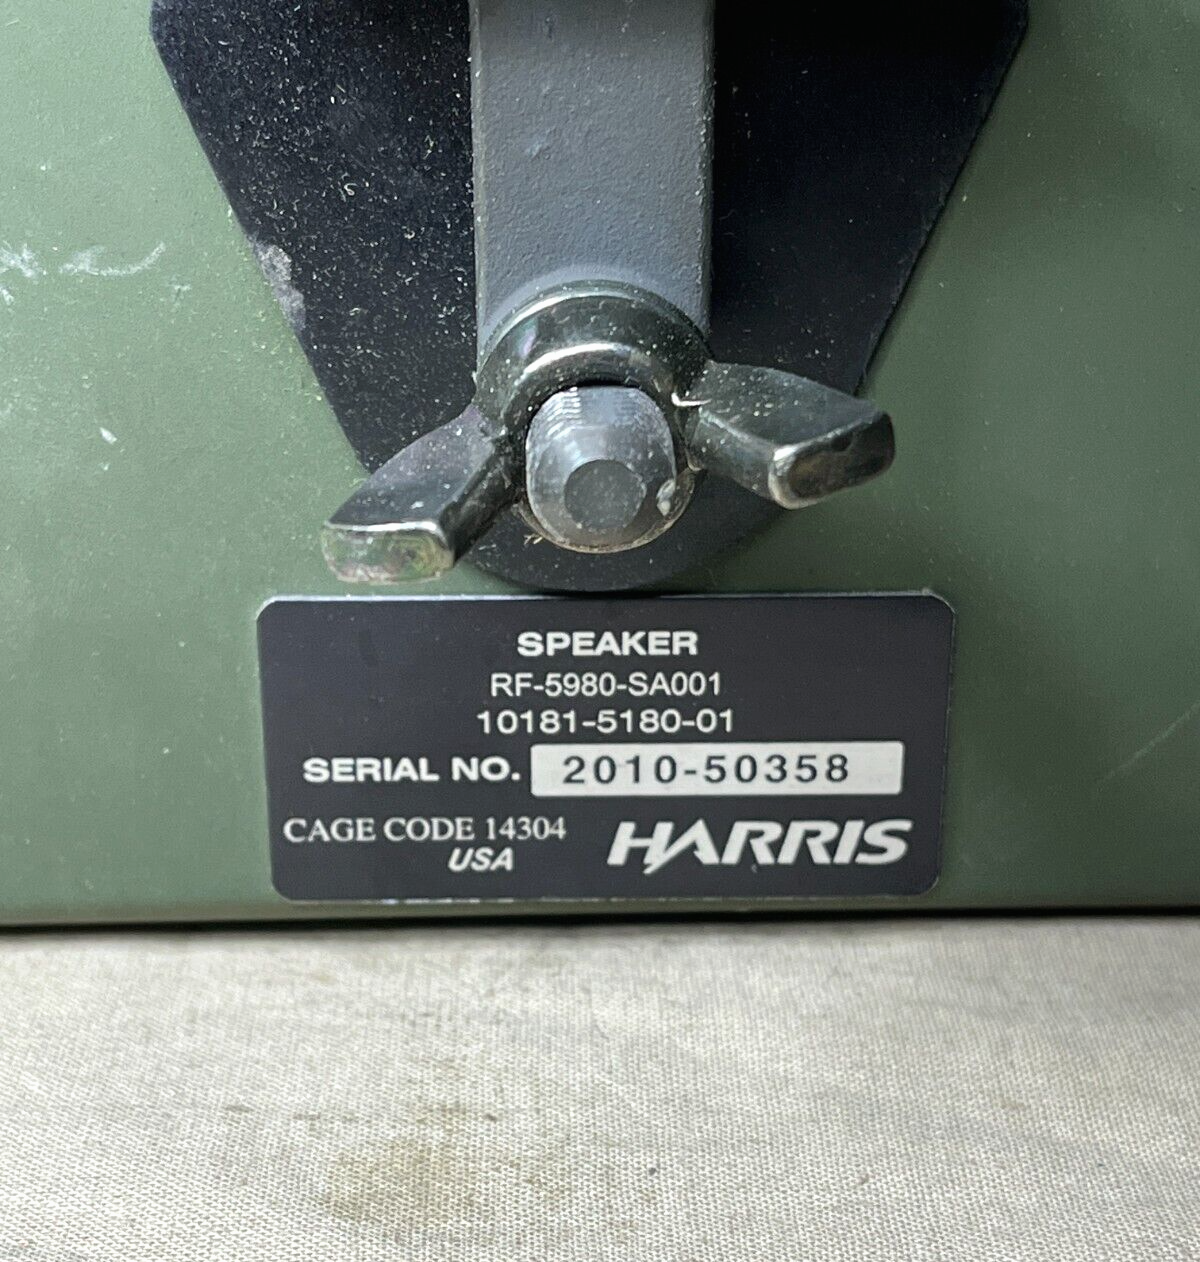 SPEAKER
RF-5980-SA001
10181-5180-01
SERIAL NO. 2010-50358
CAGE CODE 14304
USA
HARRIS